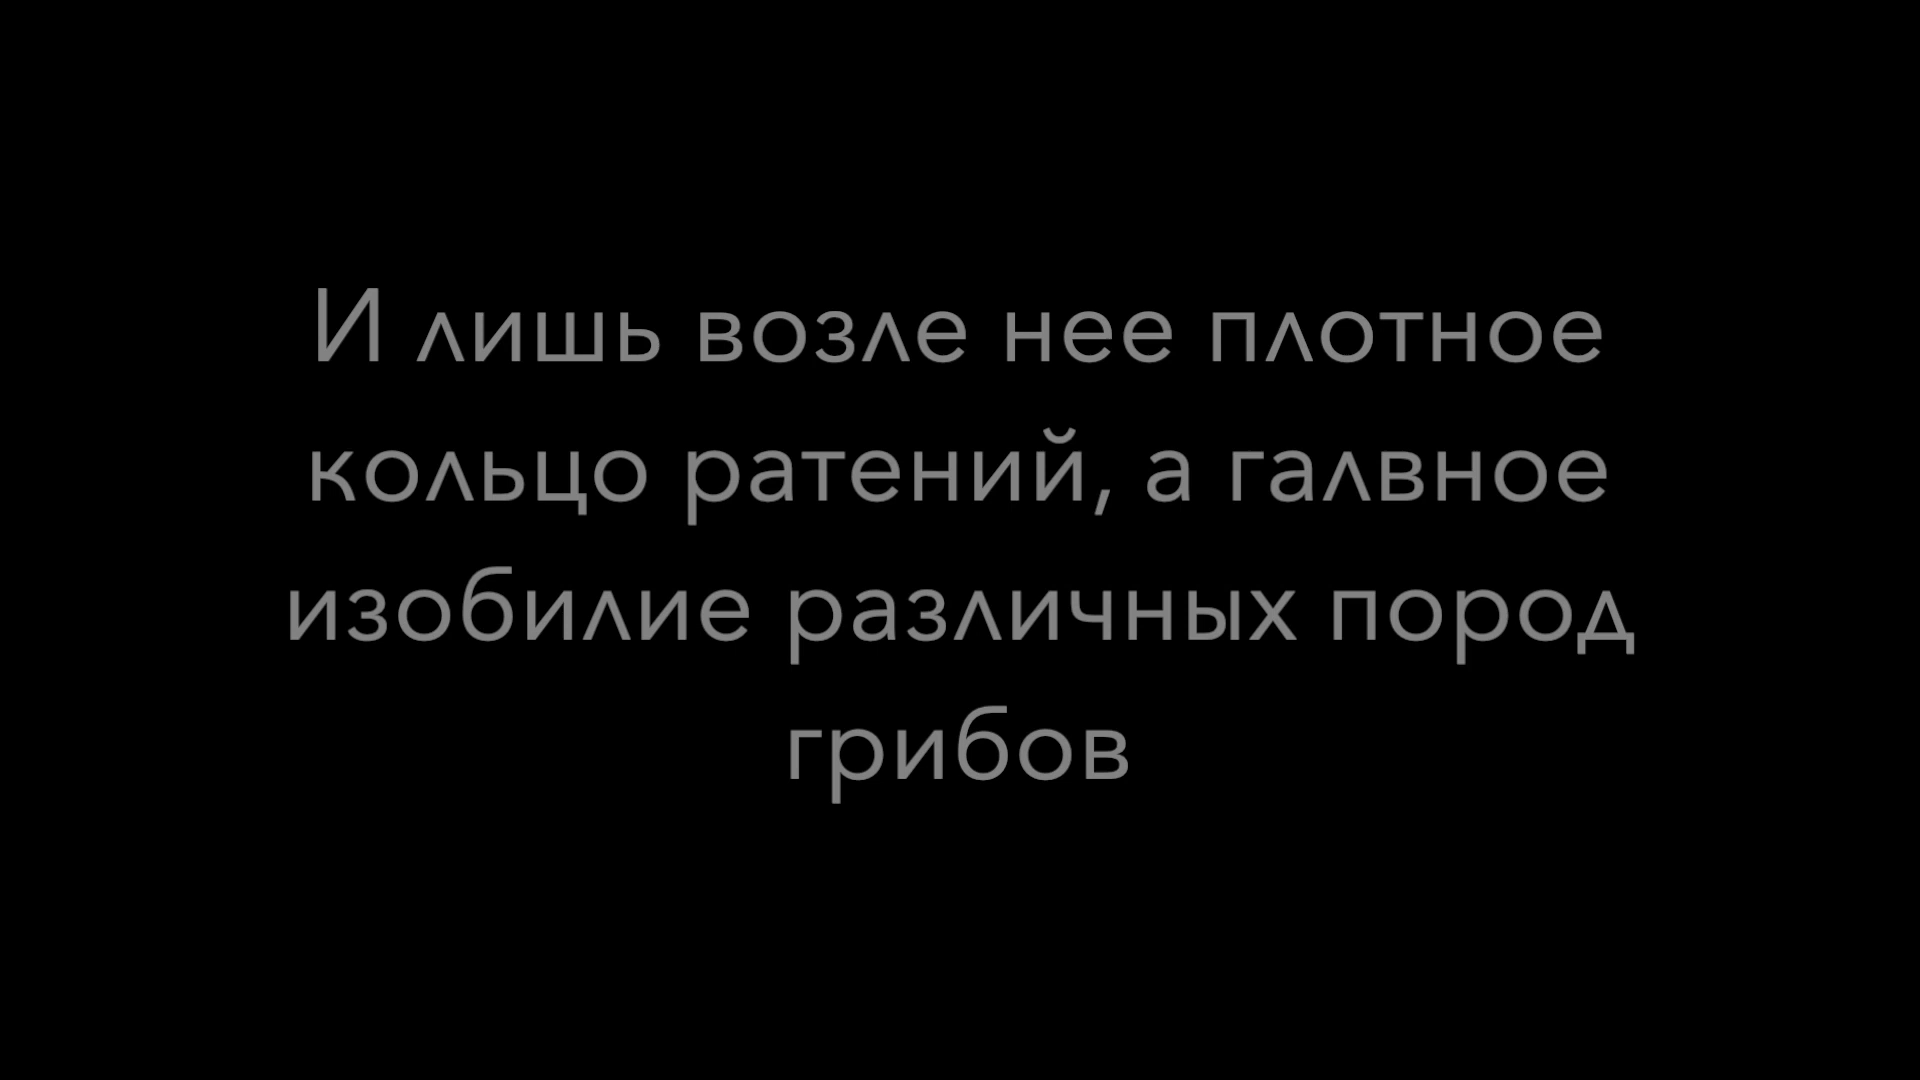 И лишь возле нее плотное
кольцо ратений, а галвное
изобилие различных пород
грибов